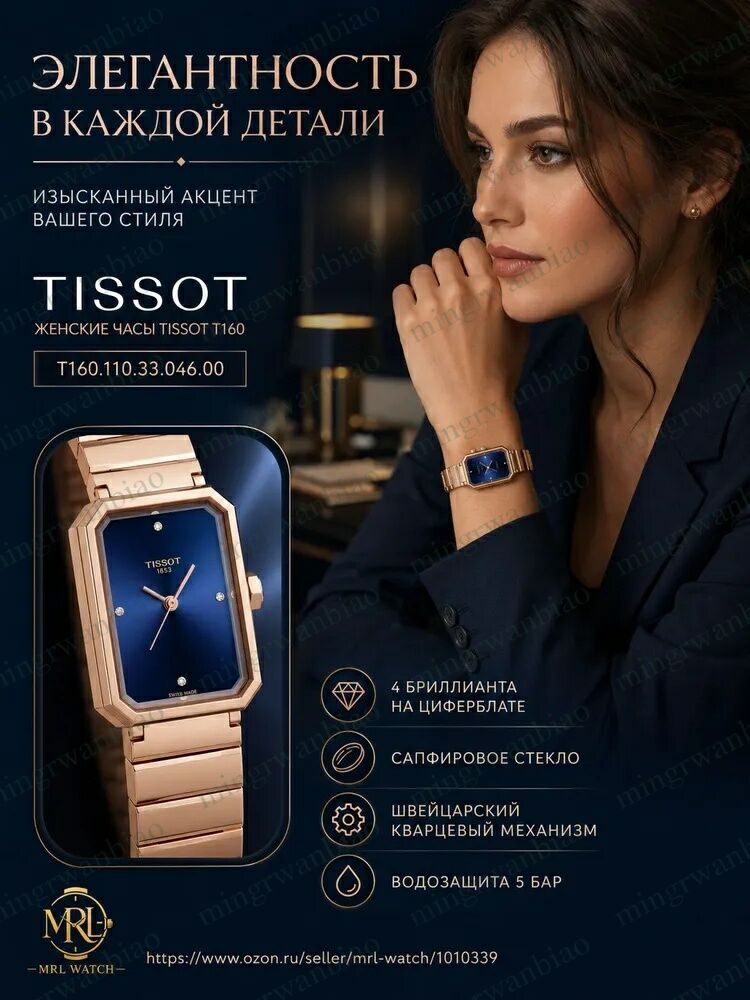 ЭЛЕГАНТНОСТЬ
В КАЖДОЙ ДЕТАЛИ
ИЗЫСКАННЫЙ АКЦЕНТ
ВАШЕГО СТИЛЯ
TISSOT
ЖЕНСКИЕ ЧАСЫ TISSOT T160
T160.110.33.046.00
TISSOT
1853
SWISS MADE
4 БРИЛЛИАНТА
НА ЦИФЕРБЛАТЕ
САПФИРОВОЕ СТЕКЛО
ШВЕЙЦАРСКИЙ
КВАРЦЕВЫЙ МЕХАНИЗМ
ВОДОЗАЩИТА 5 БАР
MRL
MRL WATCH
https://www.ozon.ru/seller/mrl-watch/1010339
mingrwanbiao